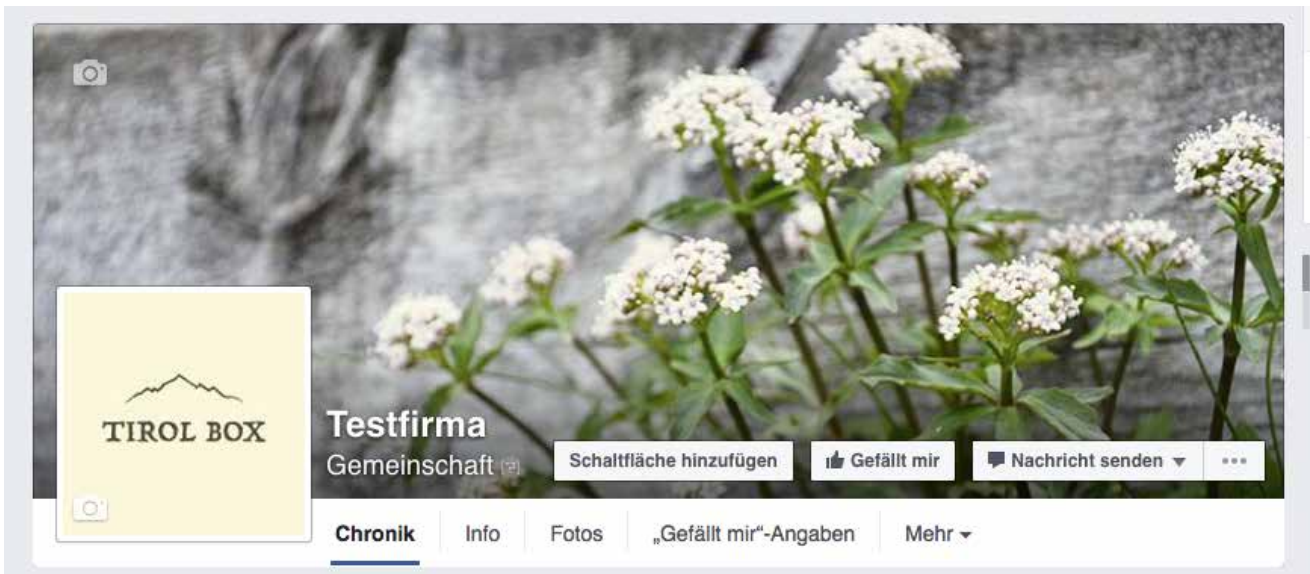 TIROL BOX
Testfirma
Gemeinschaft
Schaltfläche hinzufügen
Gefällt mir
Nachricht senden
Chronik
Info
Fotos
„Gefällt mir“-Angaben
Mehr